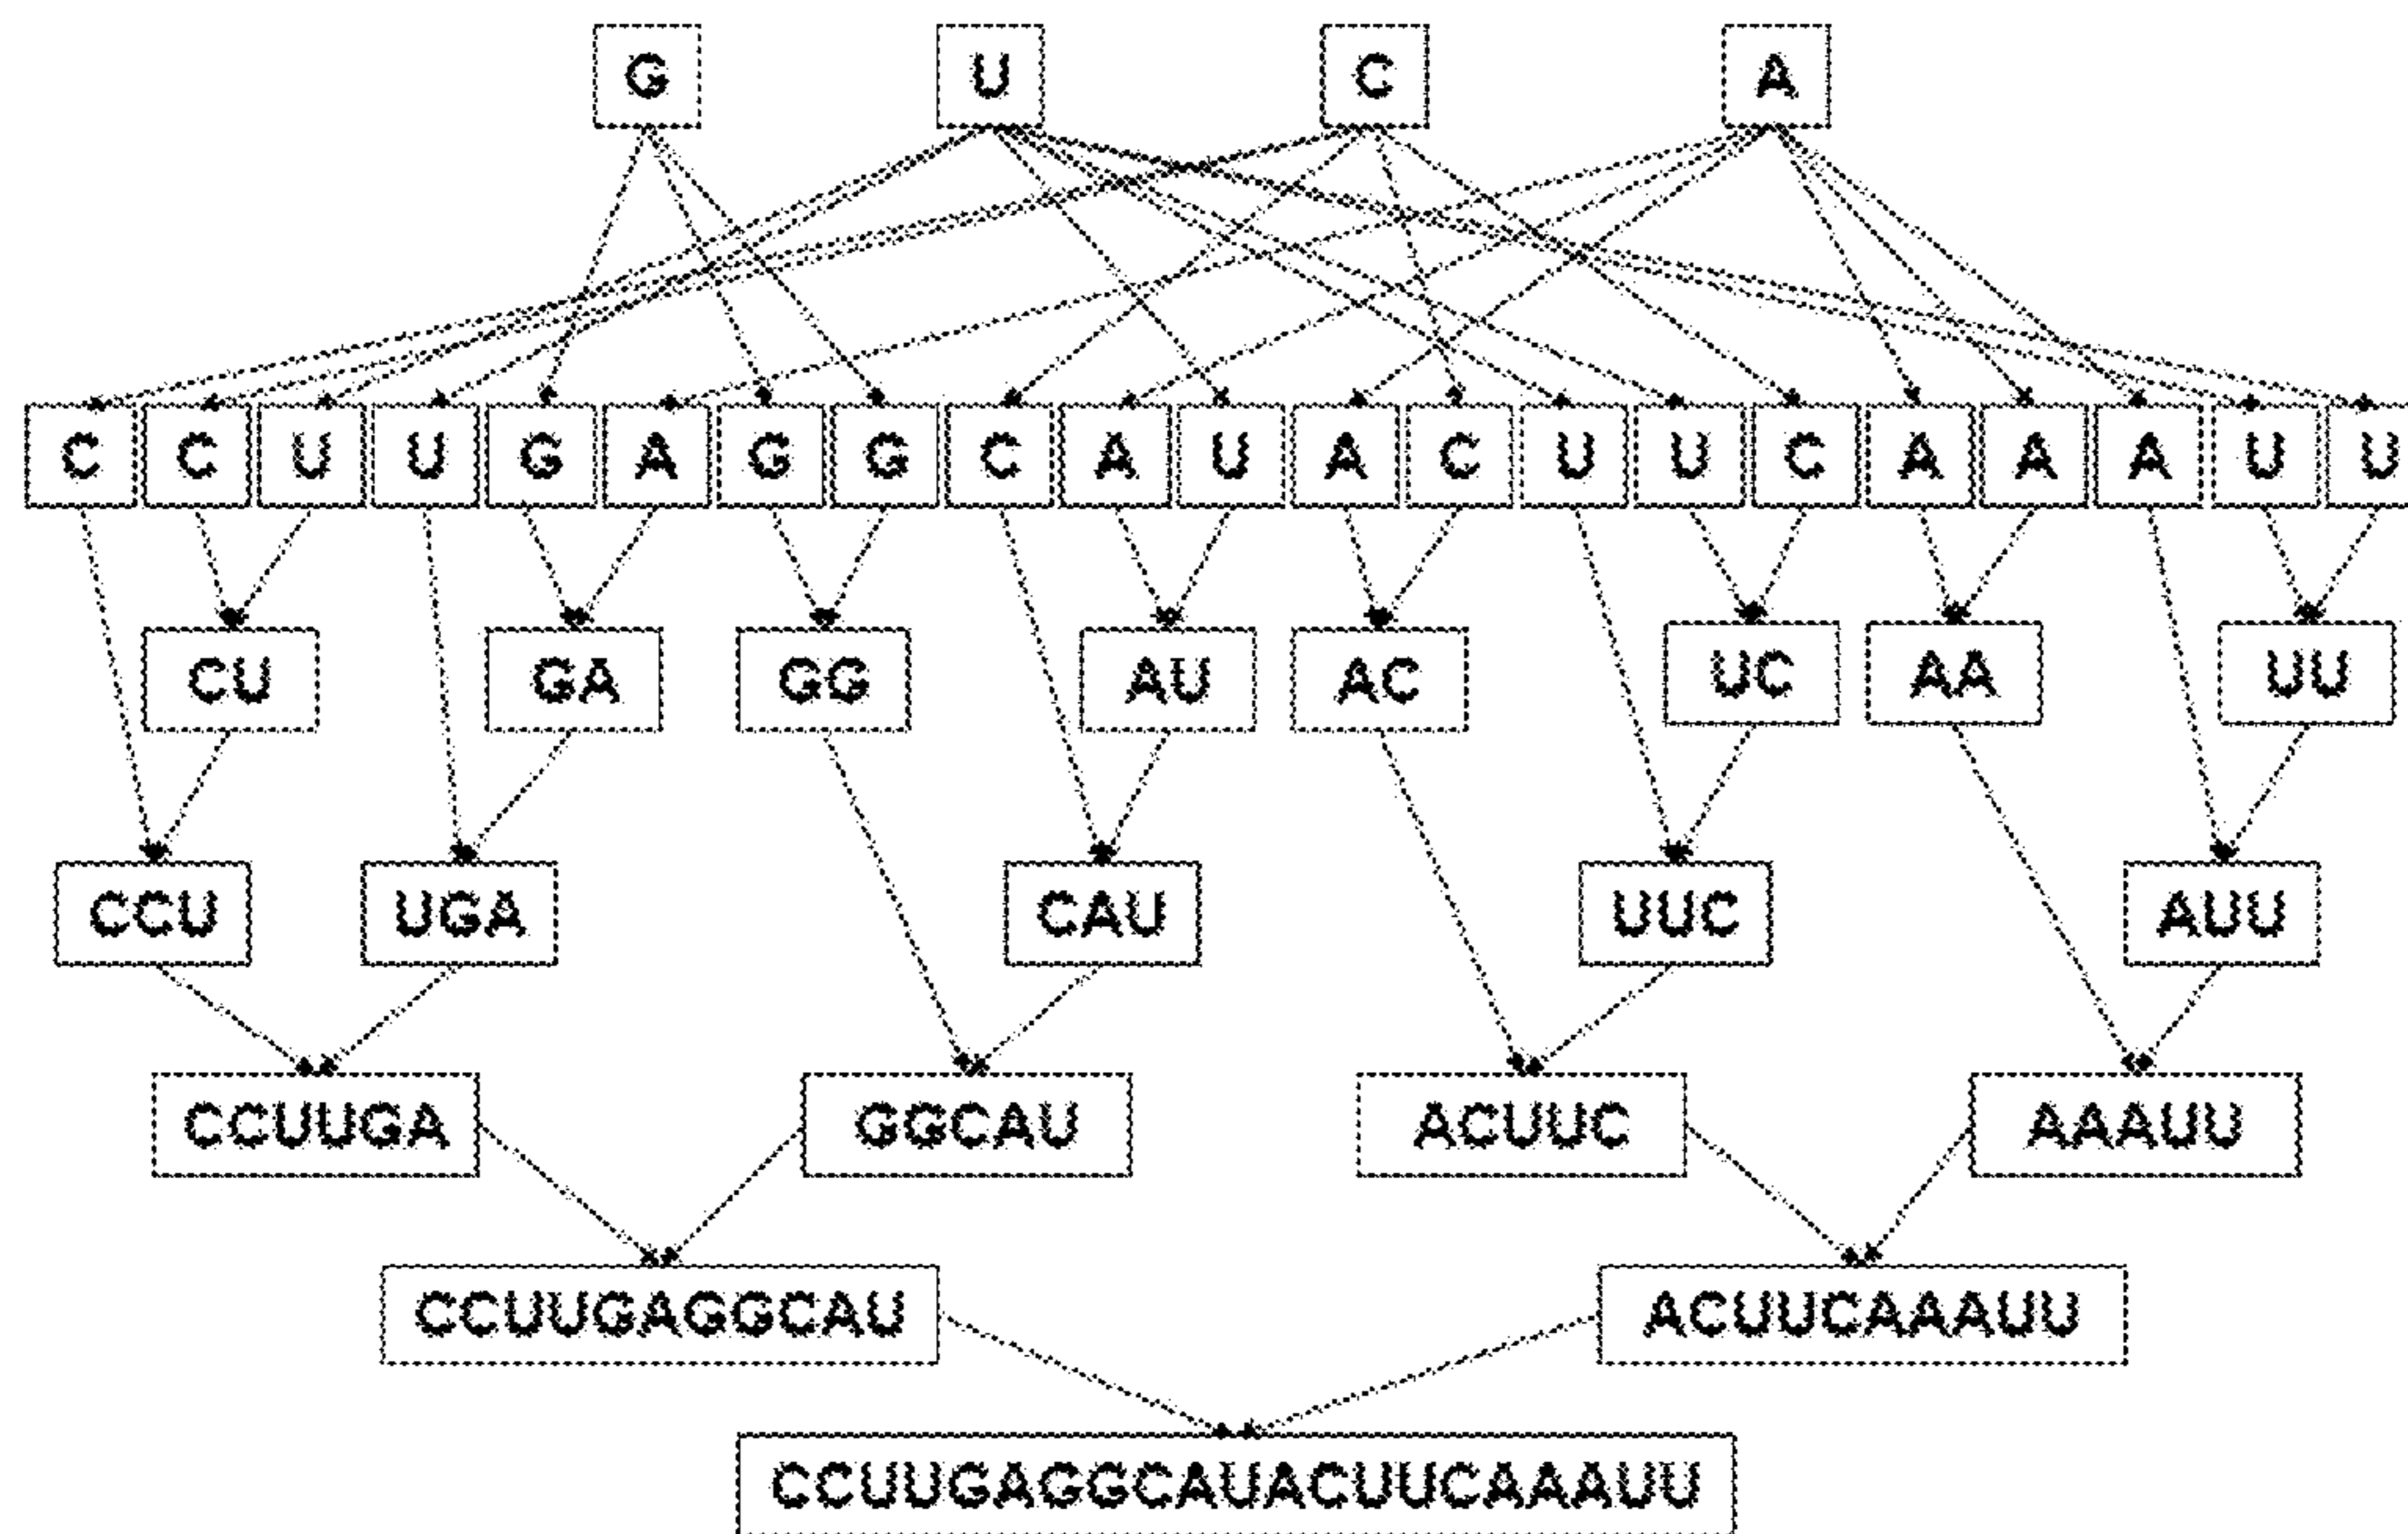 G U C A
C C U U G A G G C A U A C U U C A A A U U
CU GA GG AU AC UC AA UU
CCU UGA CAU UUC AUU
CCUUGA GGCAU ACUUC AAAUU
CCUUGAGGCAU ACUUCAAAUU
CCUUGAGGCAUACUUCAAAUU